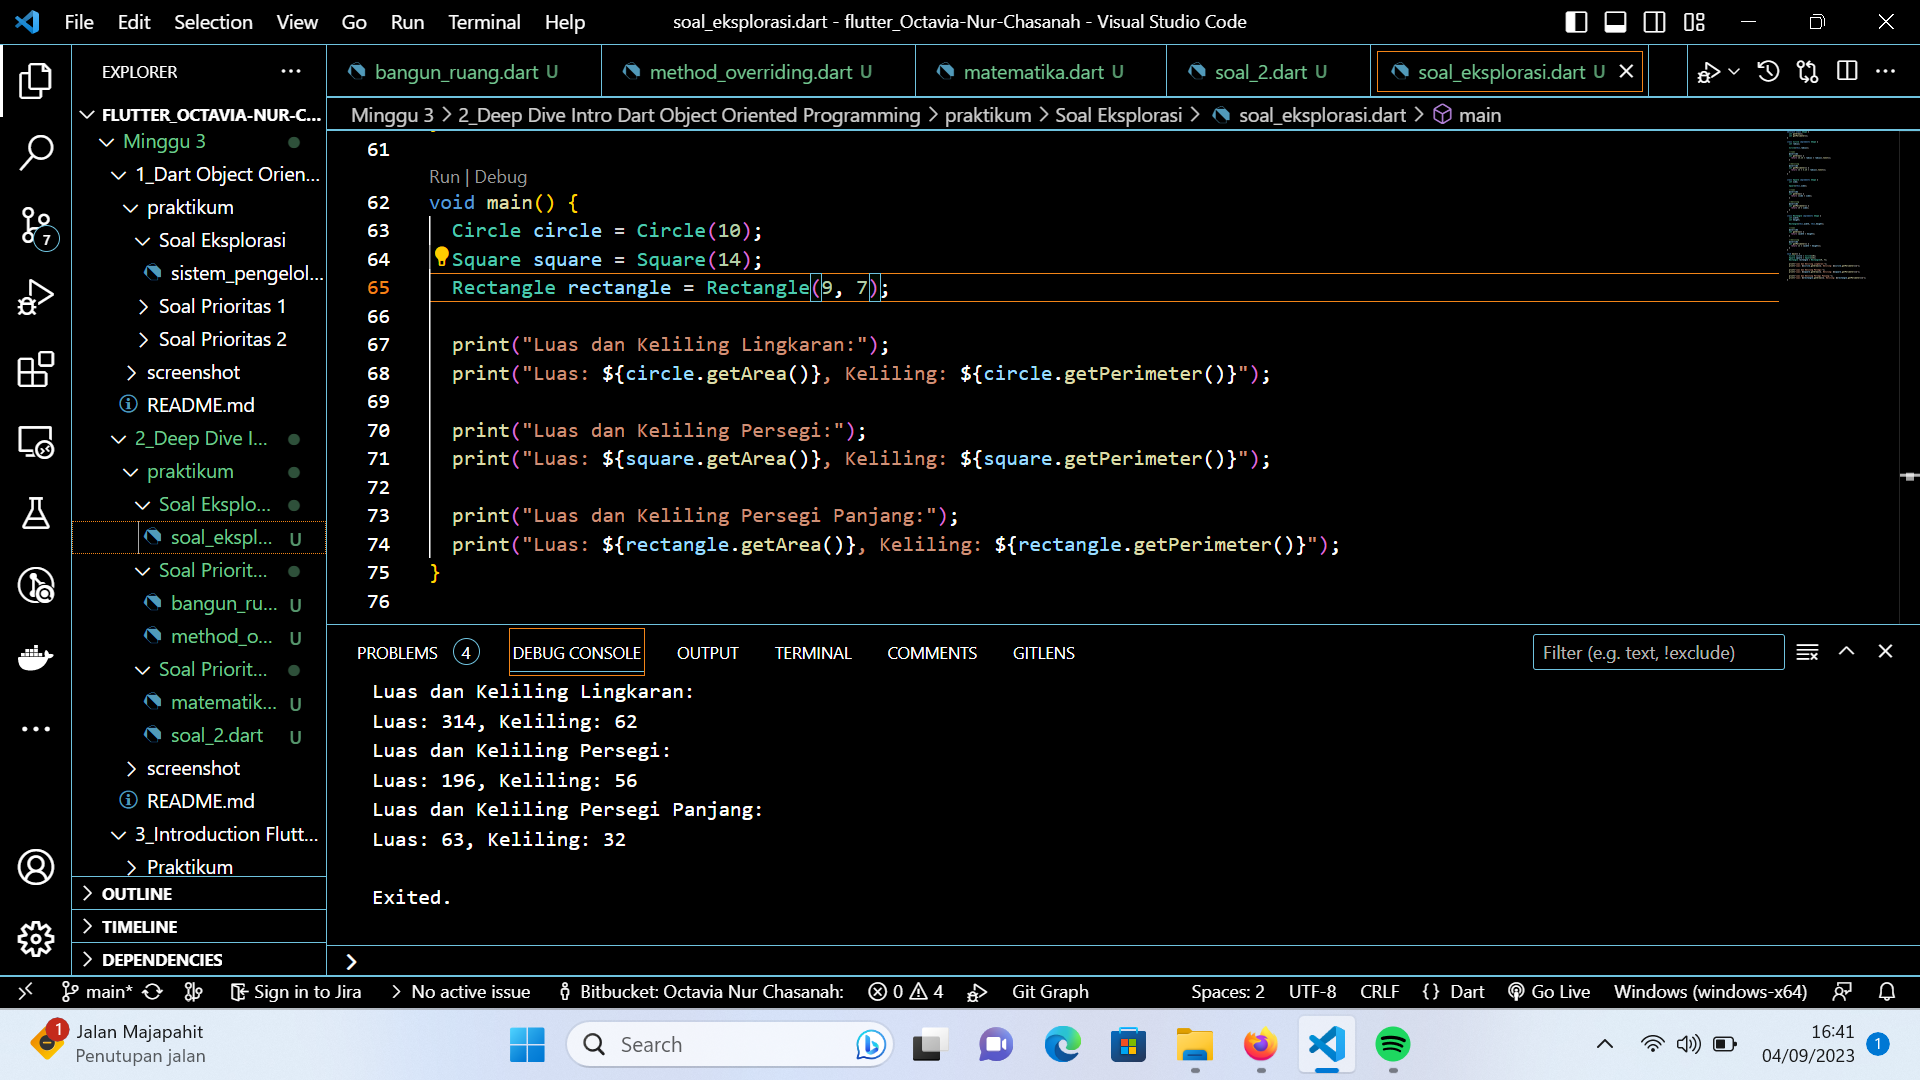 File Edit Selection View Go Run Terminal Help
soal_eksplorasi.dart - flutter_Octavia-Nur-Chasanah - Visual Studio Code
EXPLORER
bangun_ruang.dart U
method_overriding.dart U
matematika.dart U
soal_2.dart U
soal_eksplorasi.dart U
FLUTTER_OCTAVIA-NUR-C...
Minggu 3
1_Dart Object Orien...
praktikum
Soal Eksplorasi
sistem_pengelol...
Soal Prioritas 1
Soal Prioritas 2
screenshot
README.md
2_Deep Dive I...
praktikum
Soal Eksplo...
soal_ekspl... U
Soal Priorit...
bangun_ru... U
method_o... U
Soal Priorit...
matematik... U
soal_2.dart U
screenshot
README.md
3_Introduction Flutt...
Praktikum
OUTLINE
TIMELINE
DEPENDENCIES
7
Minggu 3 > 2_Deep Dive Intro Dart Object Oriented Programming > praktikum > Soal Eksplorasi > soal_eksplorasi.dart > main
61
Run | Debug
62 void main() {
63 Circle circle = Circle(10);
64 Square square = Square(14);
65 Rectangle rectangle = Rectangle(9, 7);
66
67 print("Luas dan Keliling Lingkaran:");
68 print("Luas: ${circle.getArea()}, Keliling: ${circle.getPerimeter()}");
69
70 print("Luas dan Keliling Persegi:");
71 print("Luas: ${square.getArea()}, Keliling: ${square.getPerimeter()}");
72
73 print("Luas dan Keliling Persegi Panjang:");
74 print("Luas: ${rectangle.getArea()}, Keliling: ${rectangle.getPerimeter()}");
75 }
76
PROBLEMS 4 DEBUG CONSOLE OUTPUT TERMINAL COMMENTS GITLENS
Filter (e.g. text, !exclude)
Luas dan Keliling Lingkaran:
Luas: 314, Keliling: 62
Luas dan Keliling Persegi:
Luas: 196, Keliling: 56
Luas dan Keliling Persegi Panjang:
Luas: 63, Keliling: 32
Exited.
main* Sign in to Jira > No active issue Bitbucket: Octavia Nur Chasanah: 0 4 Git Graph
Spaces: 2 UTF-8 CRLF {} Dart Go Live Windows (windows-x64)
1 Jalan Majapahit
Penutupan jalan
Search
16:41
04/09/2023
1